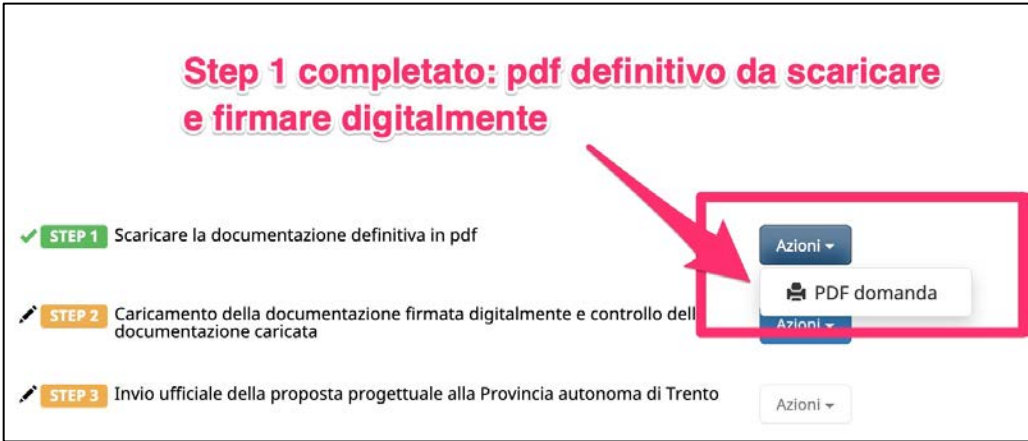 Step 1 completato: pdf definitivo da scaricare
e firmare digitalmente
STEP 1 Scaricare la documentazione definitiva in pdf
Azioni
PDF domanda
STEP 2 Caricamento della documentazione firmata digitalmente e controllo dell
documentazione caricata
Azioni
STEP 3 Invio ufficiale della proposta progettuale alla Provincia autonoma di Trento
Azioni